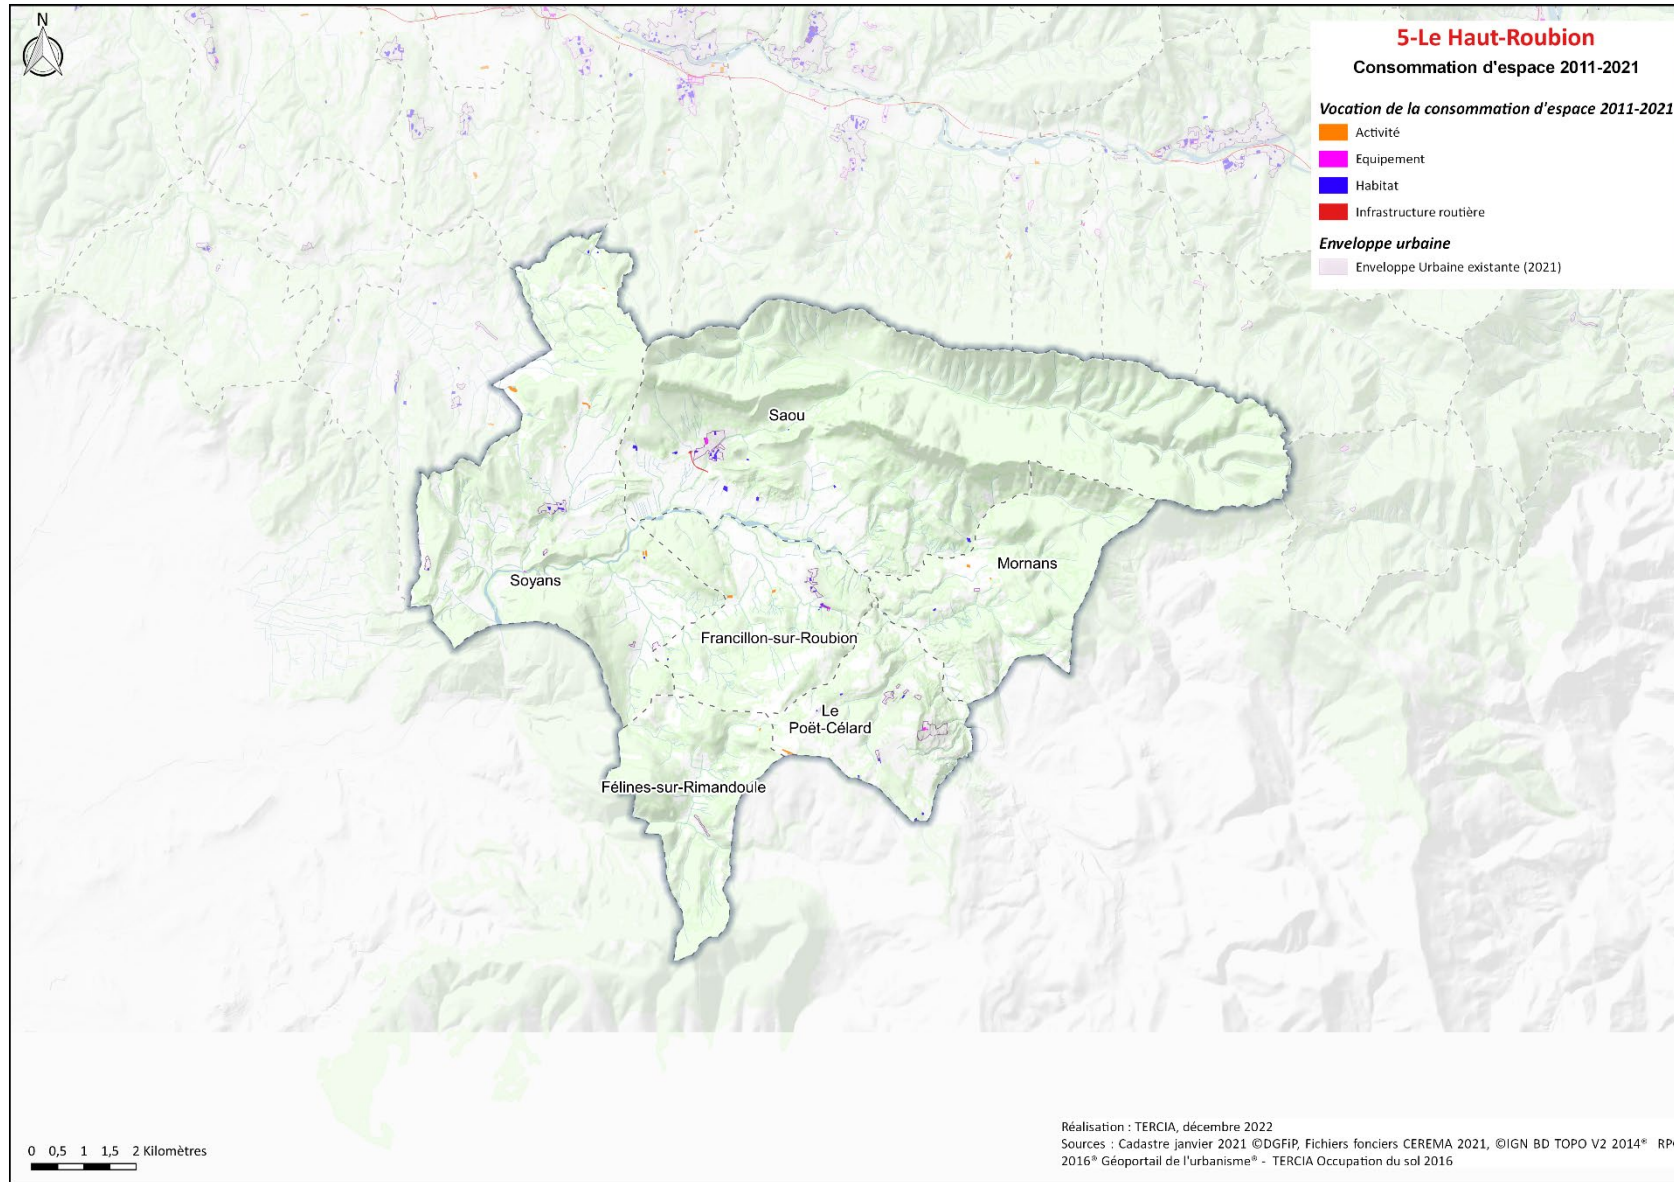 N
5-Le Haut-Roubion
Consommation d'espace 2011-2021
Vocation de la consommation d'espace 2011-2021
Activité
Equipement
Habitat
Infrastructure routière
Enveloppe urbaine
Enveloppe Urbaine existante (2021)
Saou
Mornans
Soyans
Francillon-sur-Roubion
Le
Poët-Célard
Félines-sur-Rimandoule
0 0,5 1 1,5 2 Kilomètres
Réalisation : TERCIA, décembre 2022
Sources : Cadastre janvier 2021 ©DGFiP, Fichiers fonciers CEREMA 2021, ©IGN BD TOPO V2 2014® RPG
2016® Géoportail de l'urbanisme® - TERCIA Occupation du sol 2016